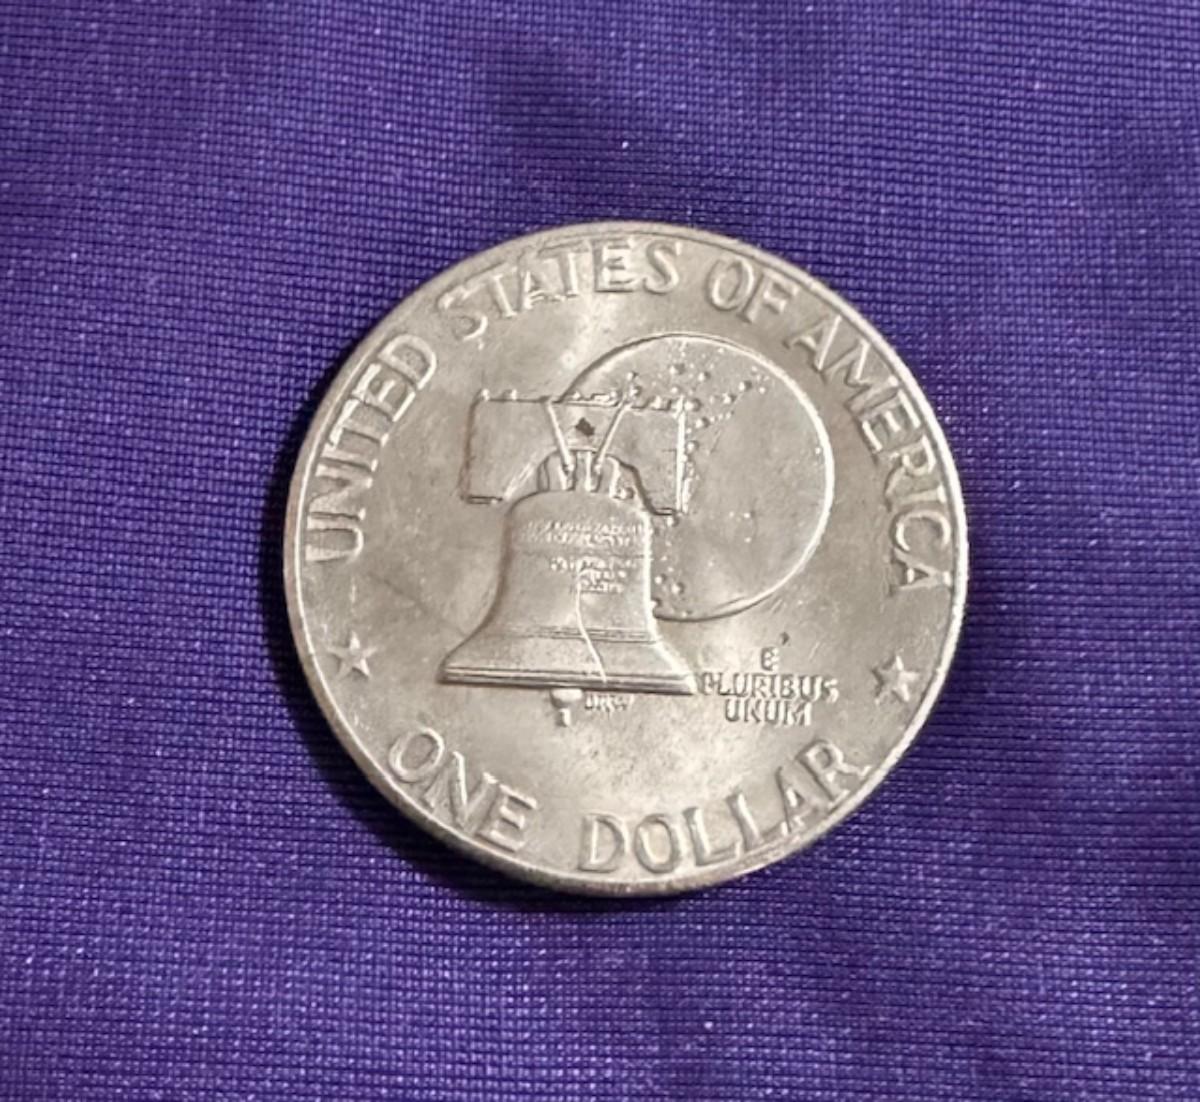 UNITED STATES OF AMERICA
E
PLURIBUS
UNUM
ONE DOLLAR